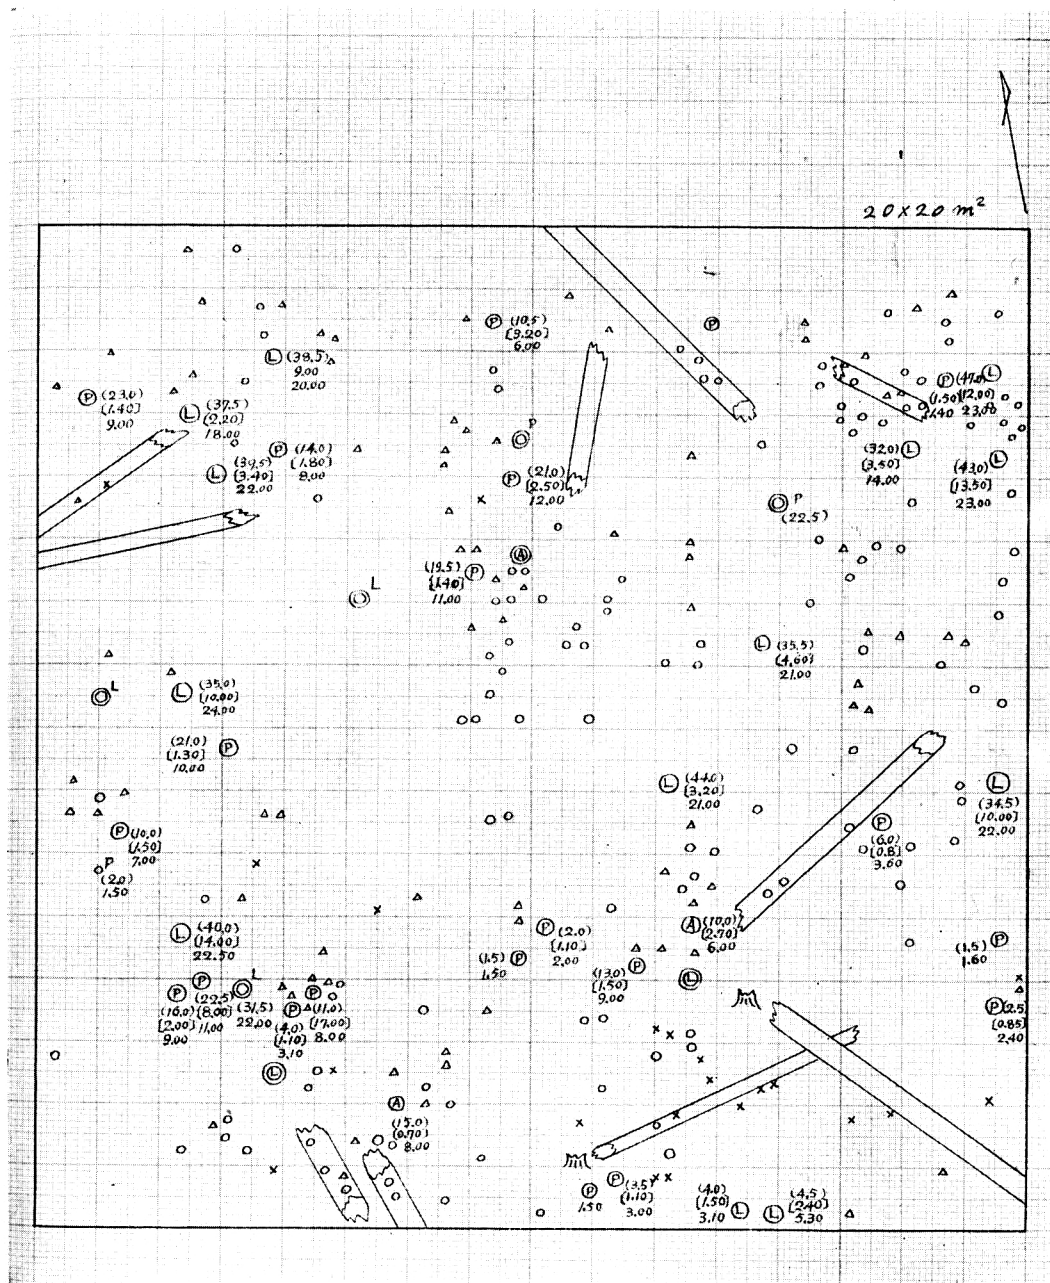 20×20 m²
P
(10.5)
[3.20]
6.00
P
L
(38.5)
9.00
20.00
P
(23.0)
[1.40]
9.00
L
(37.5)
[2.20]
18.00
P
(47.0)
L
(1.50)
[12.00]
1.40
23.00
P
P
(14.0)
[1.80]
8.00
L
(39.5)
[3.40]
22.00
P
(21.0)
[2.50]
12.00
L
(32.0)
[3.50]
14.00
L
(43.0)
[13.50]
23.00
P
(22.5)
A
P
(19.5)
[1.40]
11.00
L
L
(35.5)
[4.60]
21.00
L
L
(35.0)
[10.00]
24.00
P
(21.0)
[1.30]
10.00
L
(44.0)
[3.20]
21.00
L
(34.5)
[10.00]
22.00
P
(10.0)
[1.50]
7.00
P
(2.0)
1.50
P
(6.0)
[0.8]
3.60
L
(40.0)
[14.00]
22.50
P
(2.0)
[1.10]
2.00
A
(10.0)
[2.70]
6.00
P
(1.5)
1.60
P
(1.5)
1.50
P
(13.0)
[1.50]
9.00
L
P
P
(22.5)
[8.00]
11.00
(16.0)
[2.00]
9.00
L
(31.5)
22.00
P
(4.0)
[1.10]
3.10
P
(11.0)
[17.00]
8.00
P
(2.5)
[0.85]
2.40
L
A
(15.0)
(0.70)
8.00
P
1.50
P
(3.5)
[1.10]
3.00
(4.0)
[1.50]
3.10
L
L
(4.5)
[2.40]
5.30